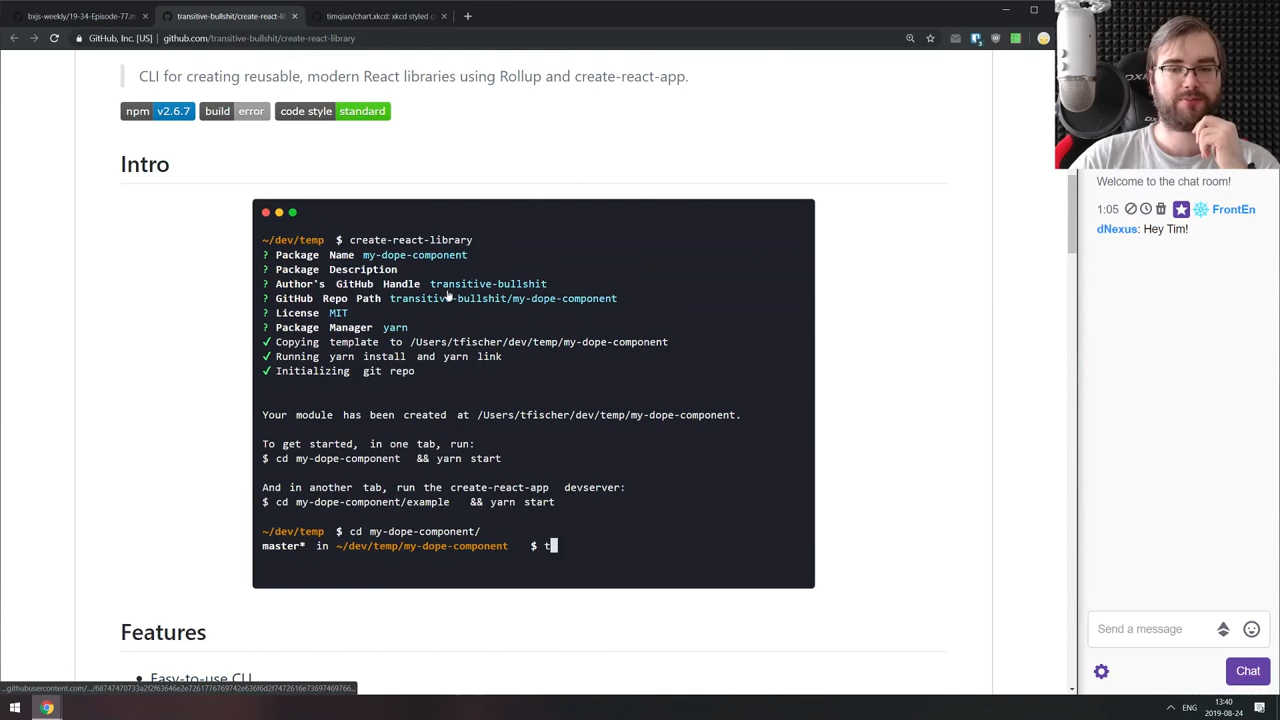 bxjs-weekly/19-34-Episode-77.m
transitive-bullshit/create-react-li
timqian/chart.xkcd: xkcd styled c
GitHub, Inc. [US]
github.com/transitive-bullshit/create-react-library
CLI for creating reusable, modern React libraries using Rollup and create-react-app.
npm v2.6.7
build error
code style standard
Intro
~/dev/temp $ create-react-library
? Package Name my-dope-component
? Package Description
? Author's GitHub Handle transitive-bullshit
? GitHub Repo Path transitive-bullshit/my-dope-component
? License MIT
? Package Manager yarn
✓ Copying template to /Users/tfischer/dev/temp/my-dope-component
✓ Running yarn install and yarn link
✓ Initializing git repo
Your module has been created at /Users/tfischer/dev/temp/my-dope-component.
To get started, in one tab, run:
$ cd my-dope-component && yarn start
And in another tab, run the create-react-app devserver:
$ cd my-dope-component/example && yarn start
~/dev/temp $ cd my-dope-component/
master* in ~/dev/temp/my-dope-component $ t
Features
Easy-to-use CLI
DXR
Welcome to the chat room!
1:05 FrontEn
dNexus: Hey Tim!
Send a message
Chat
ENG
13:40
2019-08-24